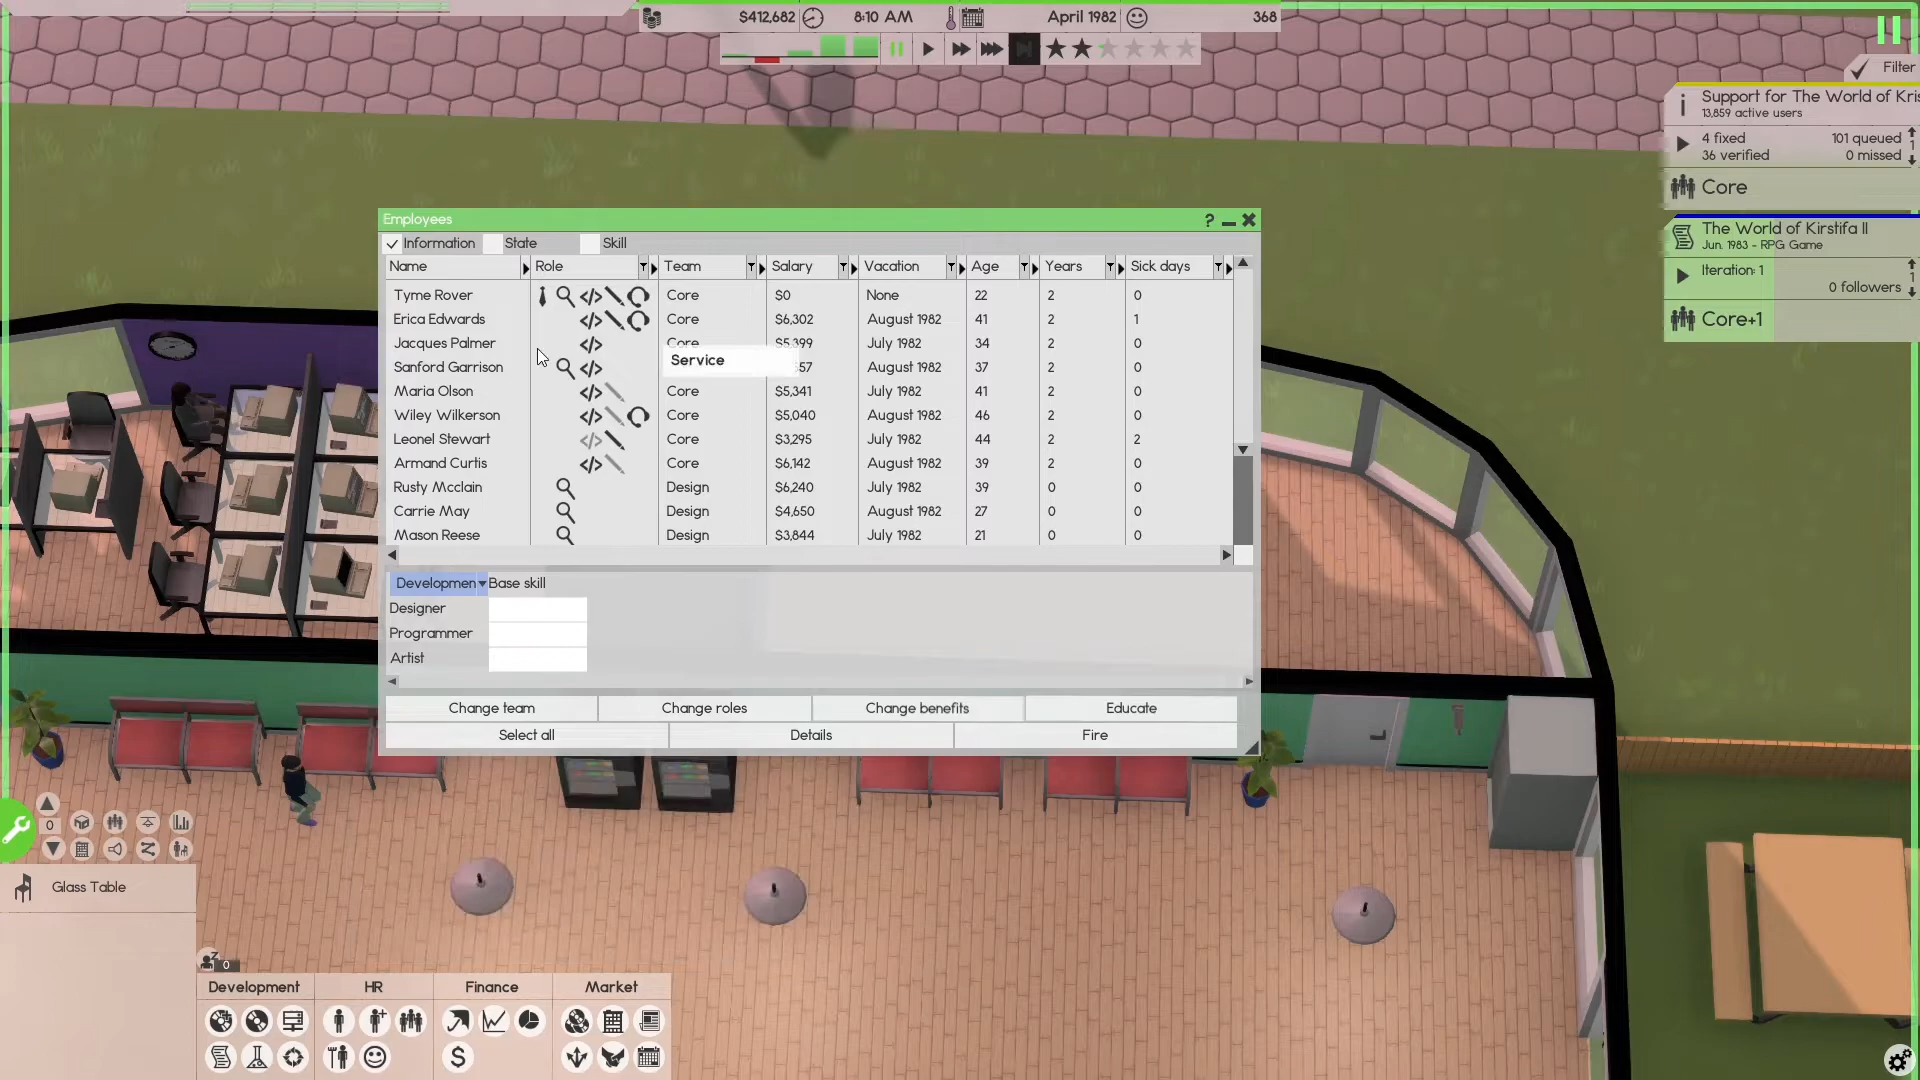 $412,682
8:10 AM
April 1982
368
Filter
Support for The World of Kris
13,859 active users
4 fixed
101 queued
1
36 verified
0 missed
Core
The World of Kirstifa II
Jun. 1983 - RPG Game
Iteration: 1
1
0 followers
Core+1
Employees
? 
Information State Skill
Name Role Team Salary Vacation Age Years Sick days
Tyme Rover Core $0 None 22 2 0
Erica Edwards Core $6,302 August 1982 41 2 1
Jacques Palmer Core $5,399 July 1982 34 2 0
Service
Sanford Garrison 57 August 1982 37 2 0
Maria Olson Core $5,341 July 1982 41 2 0
Wiley Wilkerson Core $5,040 August 1982 46 2 0
Leonel Stewart Core $3,295 July 1982 44 2 2
Armand Curtis Core $6,142 August 1982 39 2 0
Rusty Mcclain Design $6,240 July 1982 39 0 0
Carrie May Design $4,650 August 1982 27 0 0
Mason Reese Design $3,844 July 1982 21 0 0
Developmen Base skill
Designer
Programmer
Artist
Change team Change roles Change benefits Educate
Select all Details Fire
0
Glass Table
z
0
Development HR Finance Market
$